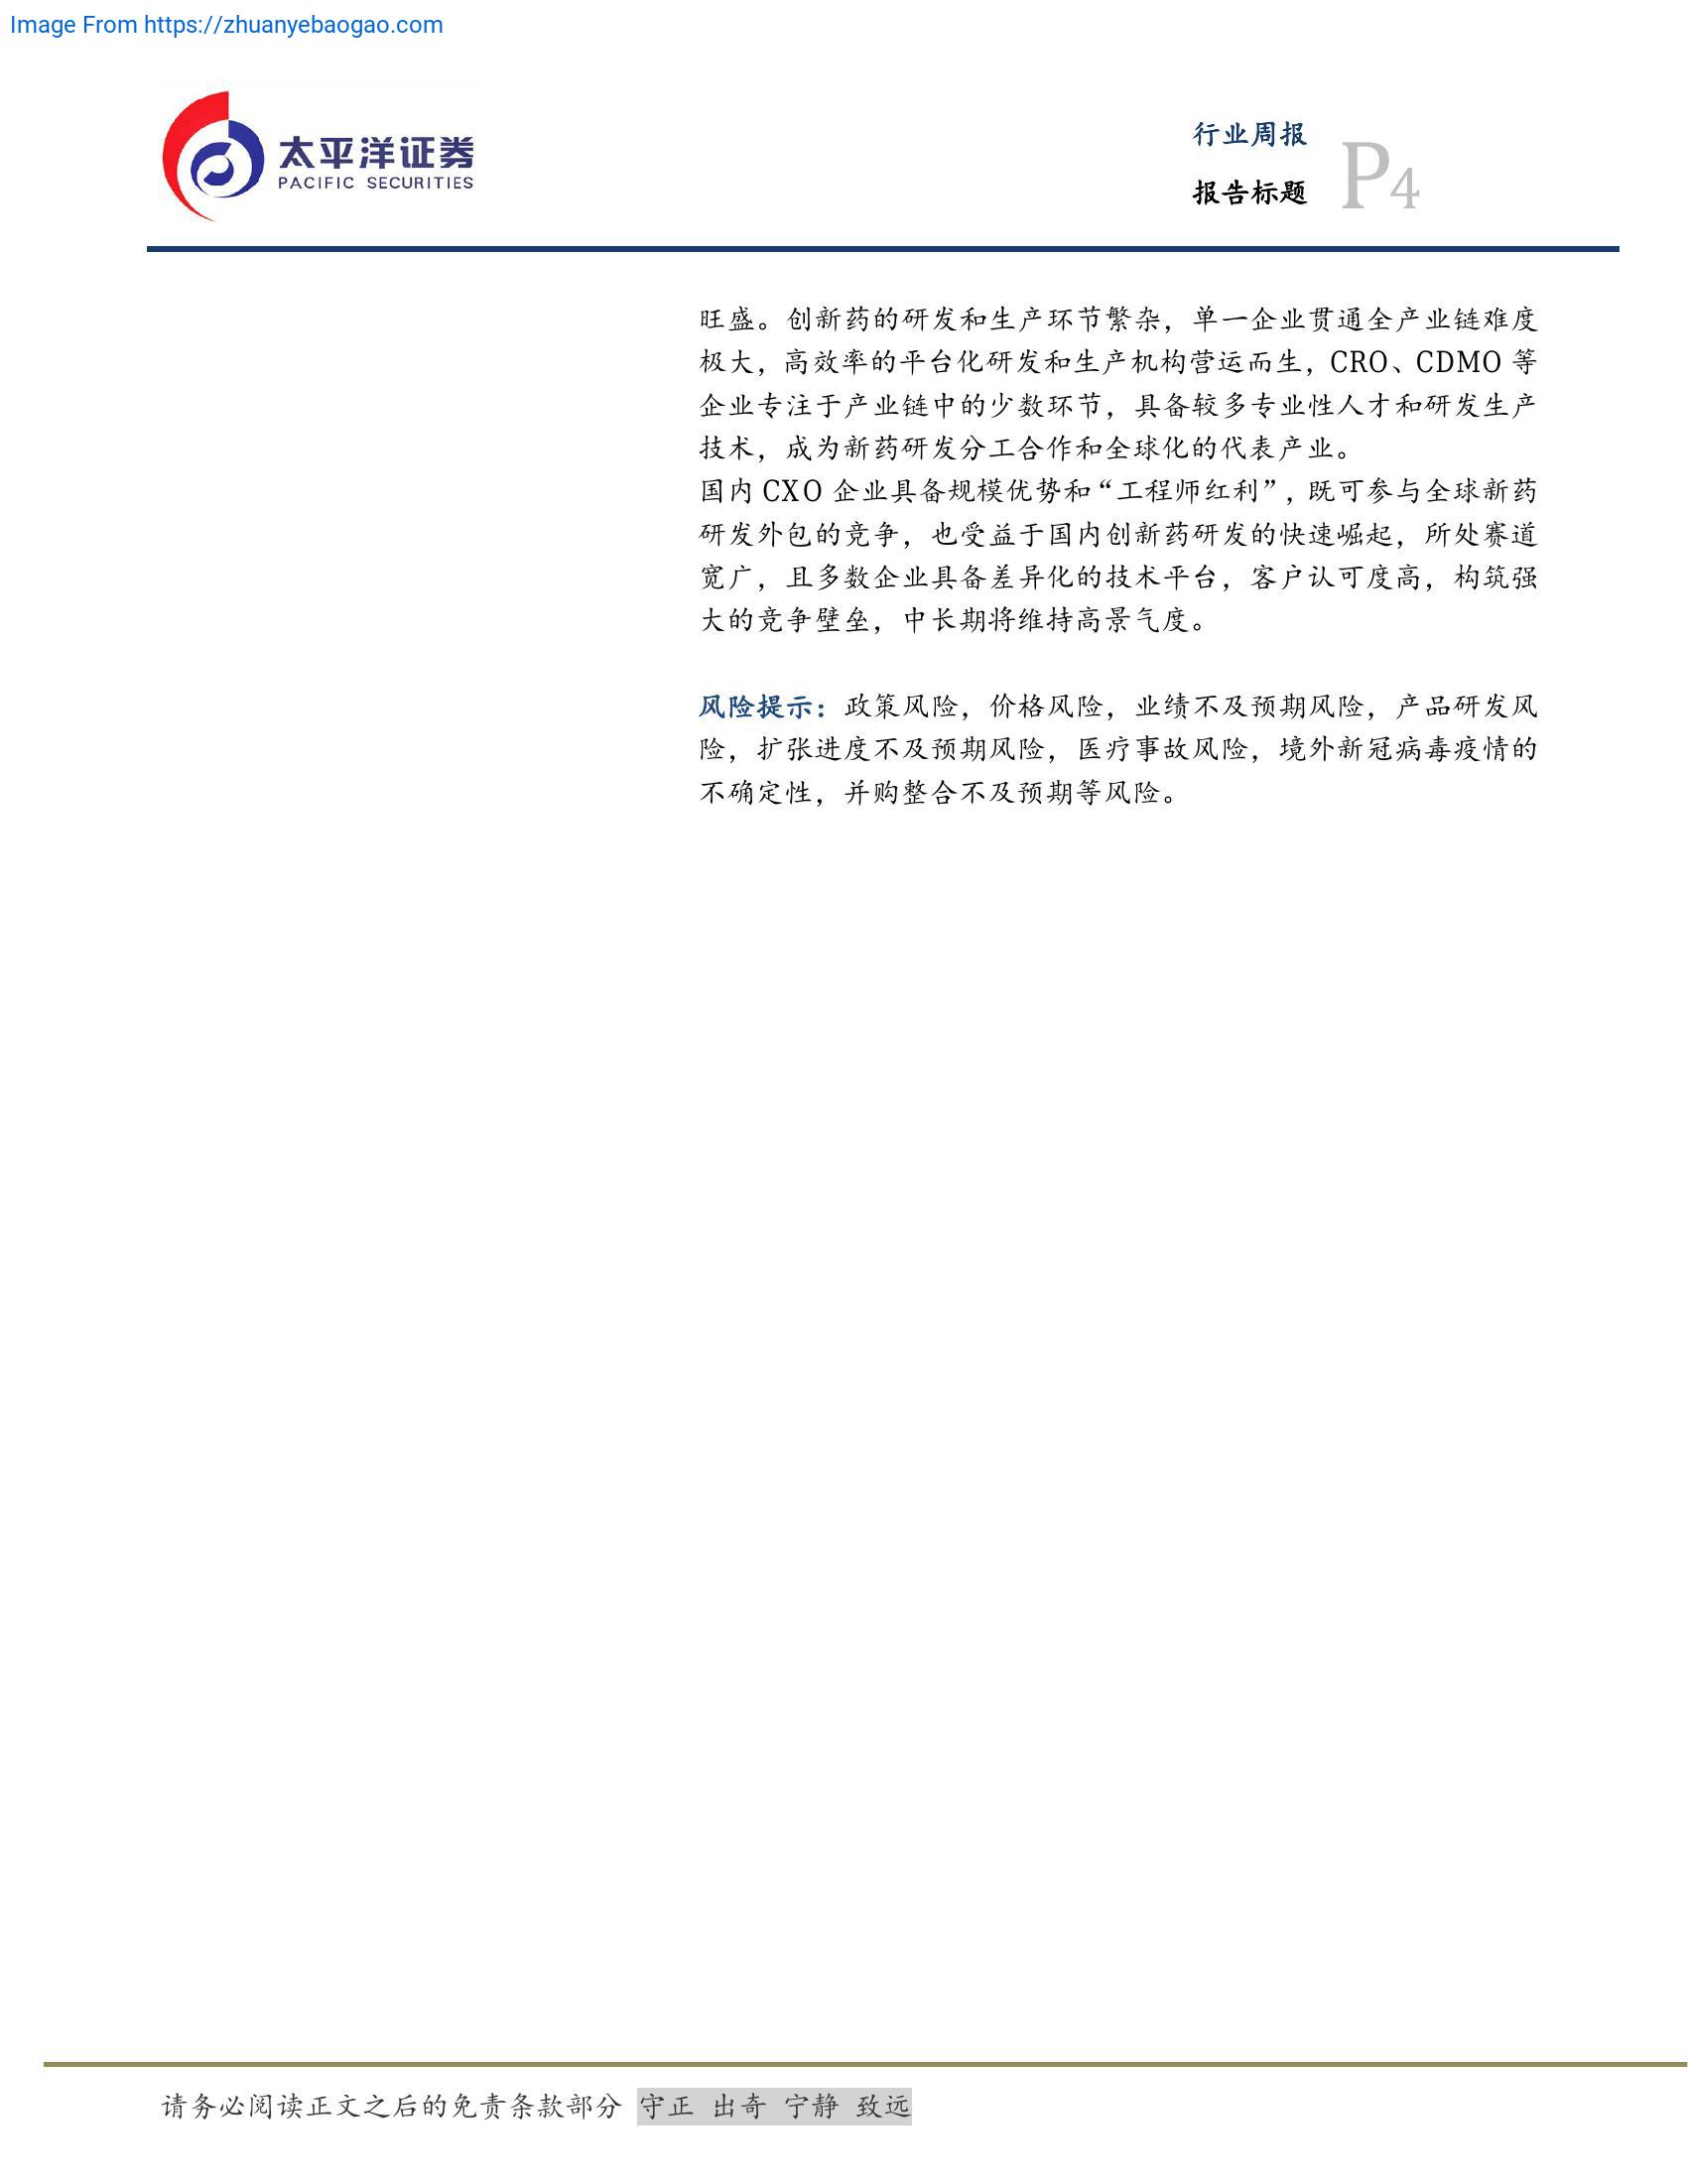 Image From https://zhuanyebaogao.com
太平洋证券
PACIFIC SECURITIES
行业周报
报告标题
P4
旺盛。创新药的研发和生产环节繁杂，单一企业贯通全产业链难度
极大，高效率的平台化研发和生产机构营运而生，CRO、CDMO 等
企业专注于产业链中的少数环节，具备较多专业性人才和研发生产
技术，成为新药研发分工合作和全球化的代表产业。
国内 CXO 企业具备规模优势和“工程师红利”，既可参与全球新药
研发外包的竞争，也受益于国内创新药研发的快速崛起，所处赛道
宽广，且多数企业具备差异化的技术平台，客户认可度高，构筑强
大的竞争壁垒，中长期将维持高景气度。
风险提示：政策风险，价格风险，业绩不及预期风险，产品研发风
险，扩张进度不及预期风险，医疗事故风险，境外新冠病毒疫情的
不确定性，并购整合不及预期等风险。
请务必阅读正文之后的免责条款部分 守正 出奇 宁静 致远